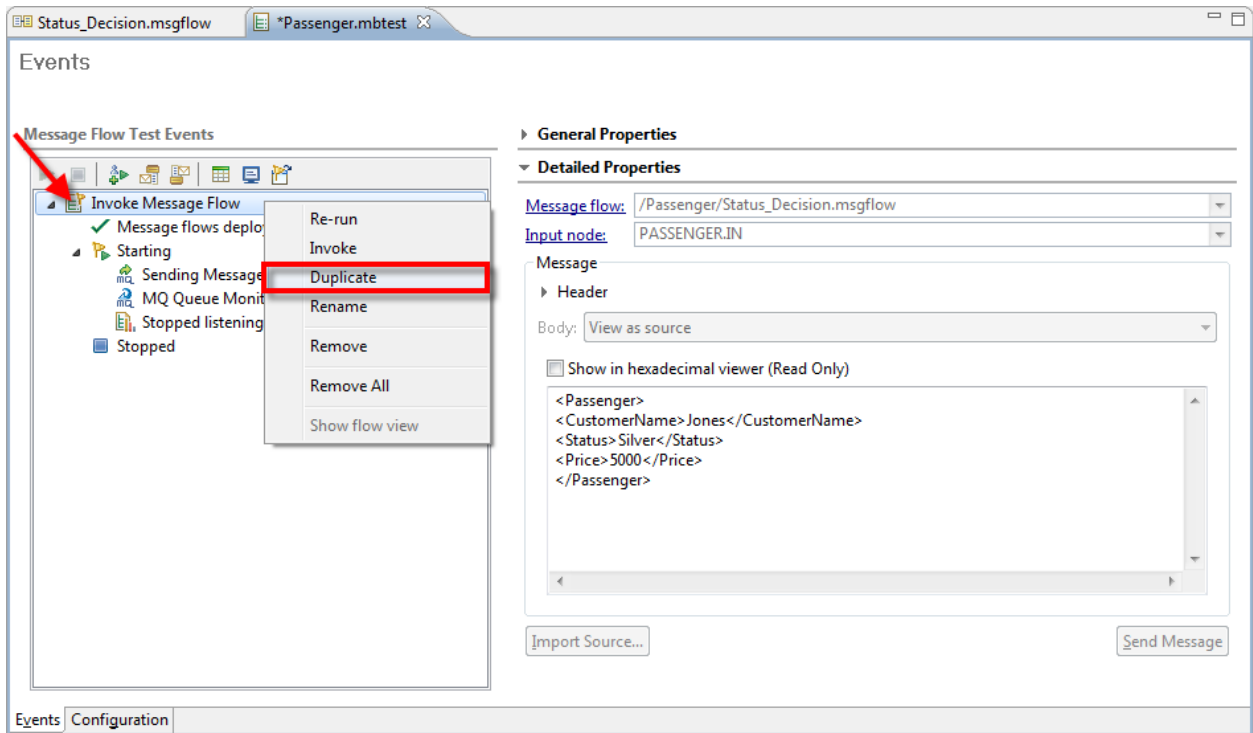 Status_Decision.msgflow
*Passenger.mbtest
Events
Message Flow Test Events
Invoke Message Flow
Message flows deplo
Starting
Sending Message
MQ Queue Monit
Stopped listening
Stopped
Re-run
Invoke
Duplicate
Rename
Remove
Remove All
Show flow view
General Properties
Detailed Properties
Message flow: /Passenger/Status_Decision.msgflow
Input node: PASSENGER.IN
Message
Header
Body: View as source
Show in hexadecimal viewer (Read Only)
<Passenger>
<CustomerName>Jones</CustomerName>
<Status>Silver</Status>
<Price>5000</Price>
</Passenger>
Import Source...
Send Message
Events Configuration